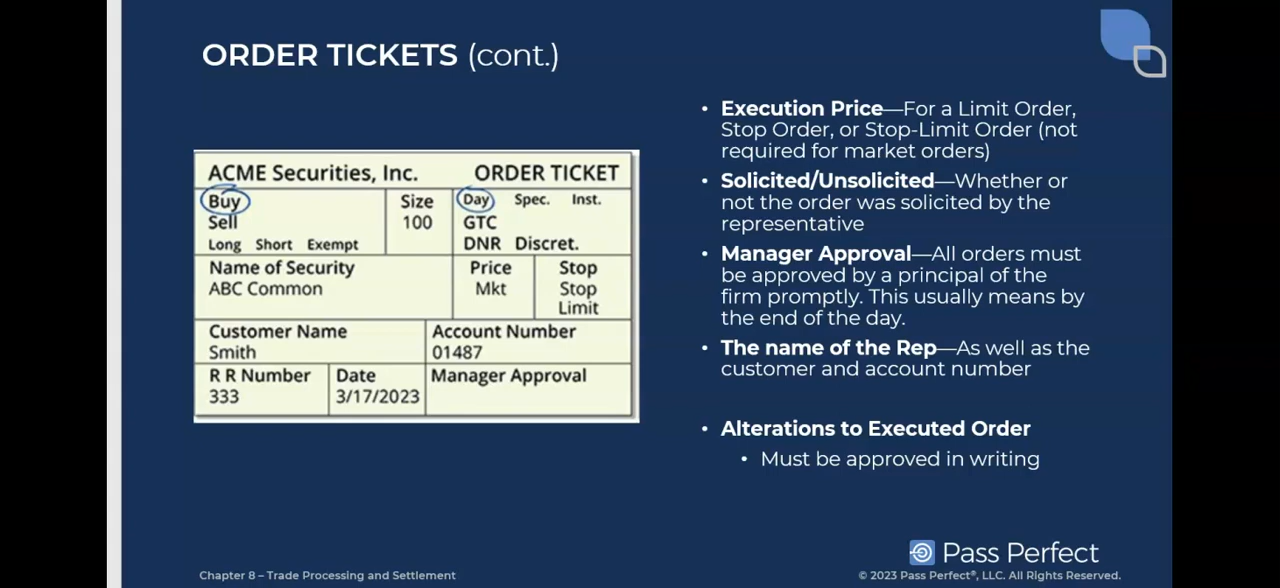 ORDER TICKETS (cont.)
ACME Securities, Inc. ORDER TICKET
Buy
Sell
Long Short Exempt
Size
100
Day Spec. Inst.
GTC
DNR Discret.
Name of Security
ABC Common
Price
Mkt
Stop
Stop
Limit
Customer Name
Smith
Account Number
01487
R R Number
333
Date
3/17/2023
Manager Approval
• Execution Price—For a Limit Order,
Stop Order, or Stop-Limit Order (not
required for market orders)
• Solicited/Unsolicited—Whether or
not the order was solicited by the
representative
• Manager Approval—All orders must
be approved by a principal of the
firm promptly. This usually means by
the end of the day.
• The name of the Rep—As well as the
customer and account number
• Alterations to Executed Order
• Must be approved in writing
Pass Perfect
Chapter 8 – Trade Processing and Settlement
© 2023 Pass Perfect®, LLC. All Rights Reserved.